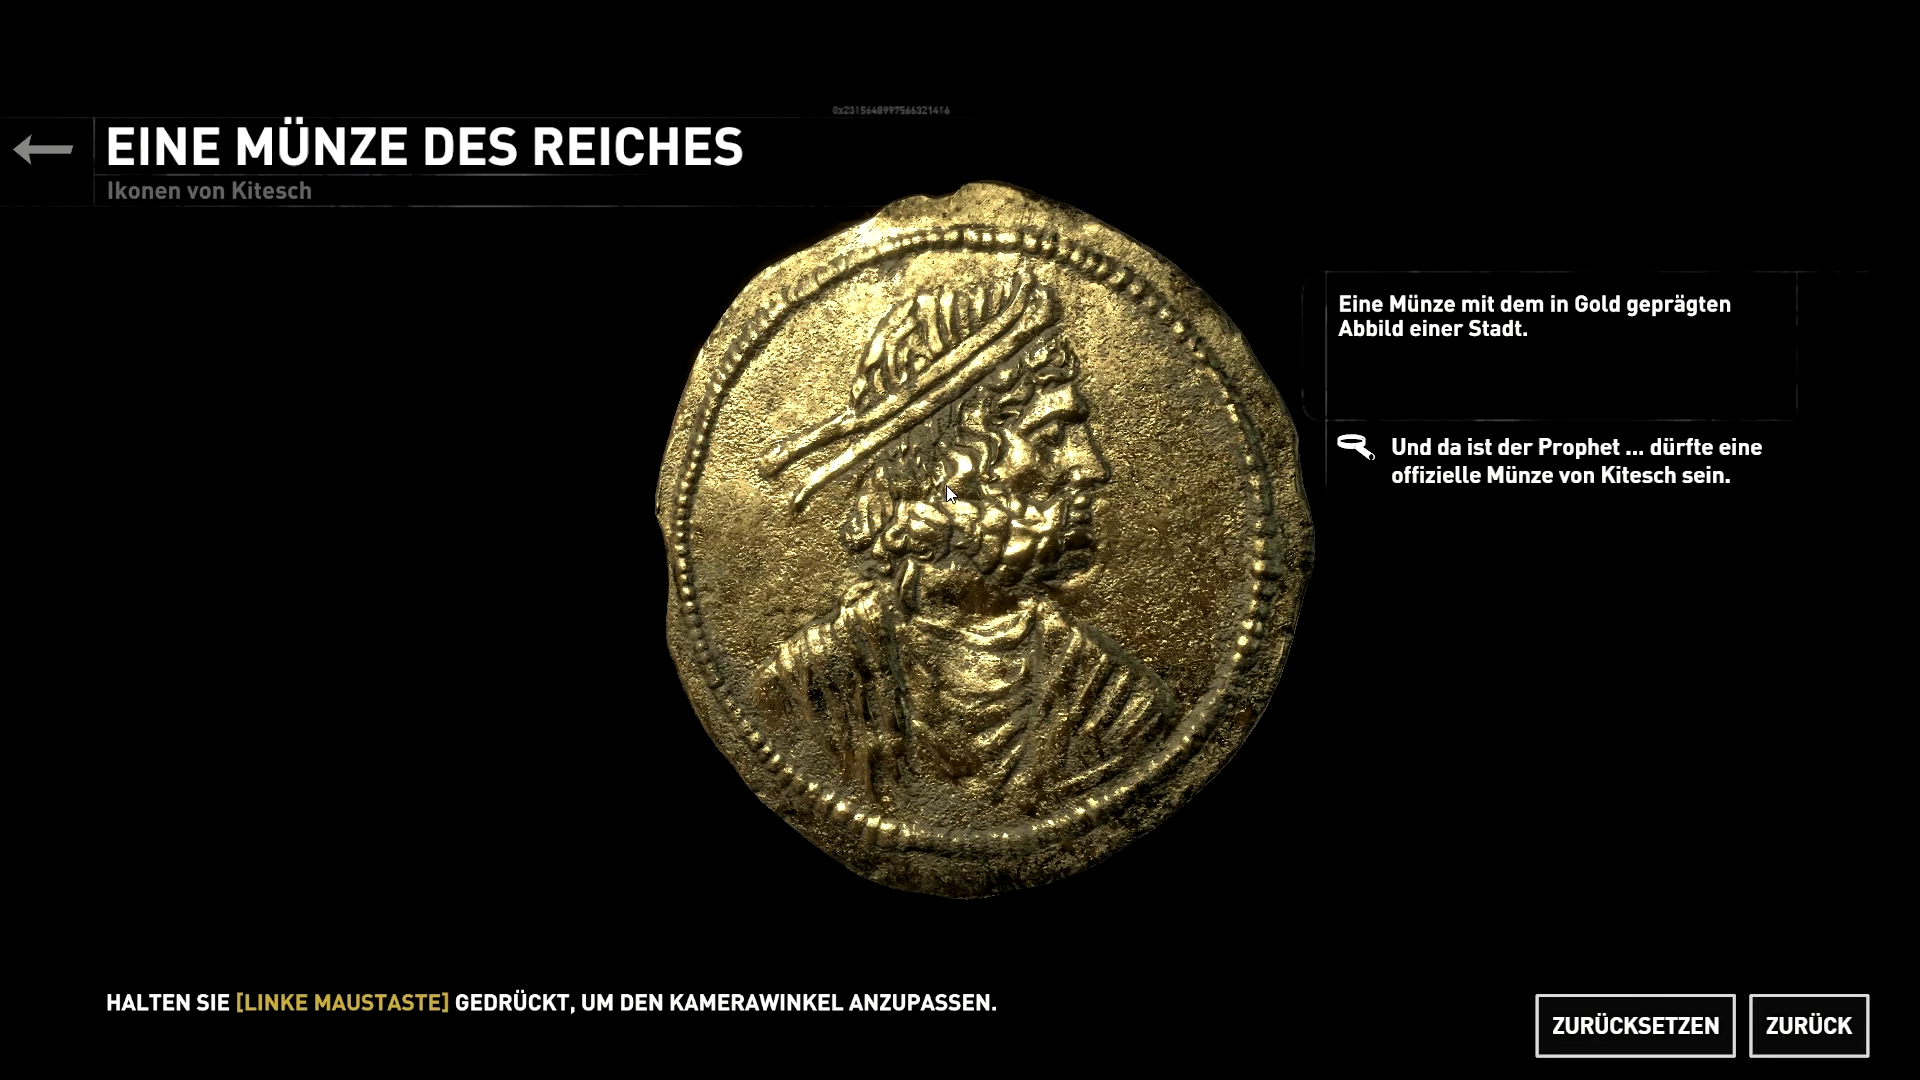 0x2315648997566321416
EINE MÜNZE DES REICHES
Ikonen von Kitesch
Eine Münze mit dem in Gold geprägten
Abbild einer Stadt.
Und da ist der Prophet ... dürfte eine
offizielle Münze von Kitesch sein.
HALTEN SIE [LINKE MAUSTASTE] GEDRÜCKT, UM DEN KAMERAWINKEL ANZUPASSEN.
ZURÜCKSETZEN
ZURÜCK